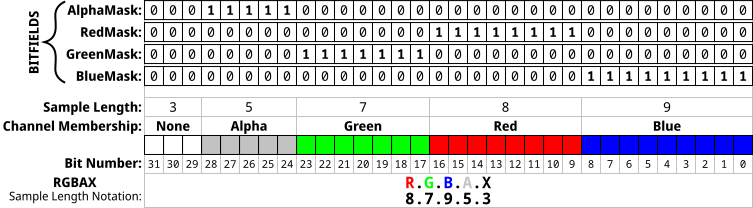 BITFIELDS
AlphaMask: 0 0 0 1 1 1 1 1 0 0 0 0 0 0 0 0 0 0 0 0 0 0 0 0 0 0 0 0 0 0 0 0
RedMask: 0 0 0 0 0 0 0 0 0 0 0 0 0 0 0 1 1 1 1 1 1 1 1 0 0 0 0 0 0 0 0 0
GreenMask: 0 0 0 0 0 0 0 0 1 1 1 1 1 1 1 0 0 0 0 0 0 0 0 0 0 0 0 0 0 0 0 0
BlueMask: 0 0 0 0 0 0 0 0 0 0 0 0 0 0 0 0 0 0 0 0 0 0 0 1 1 1 1 1 1 1 1 1
Sample Length: 3 5 7 8 9
Channel Membership: None Alpha Green Red Blue
Bit Number: 31 30 29 28 27 26 25 24 23 22 21 20 19 18 17 16 15 14 13 12 11 10 9 8 7 6 5 4 3 2 1 0
RGBAX R.G.B.A.X
Sample Length Notation: 8.7.9.5.3